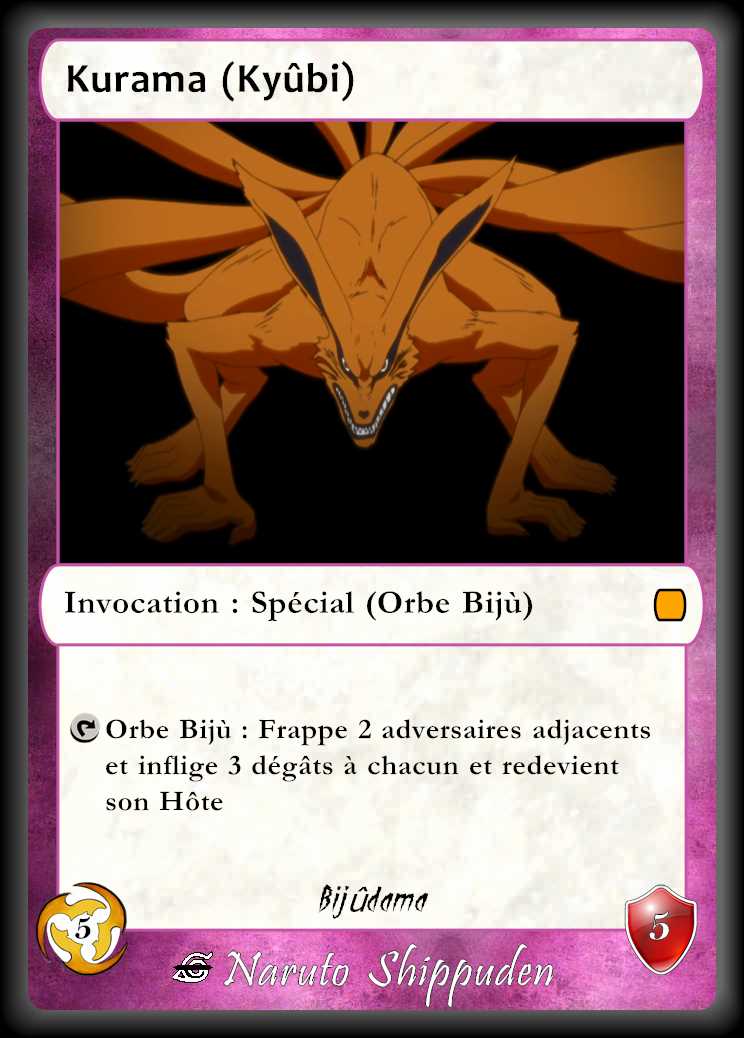 Kurama (Kyûbi)
Invocation : Spécial (Orbe Bijù)
Orbe Bijù : Frappe 2 adversaires adjacents
et inflige 3 dégâts à chacun et redevient
son Hôte
Bijûdama
5
5
Naruto Shippuden